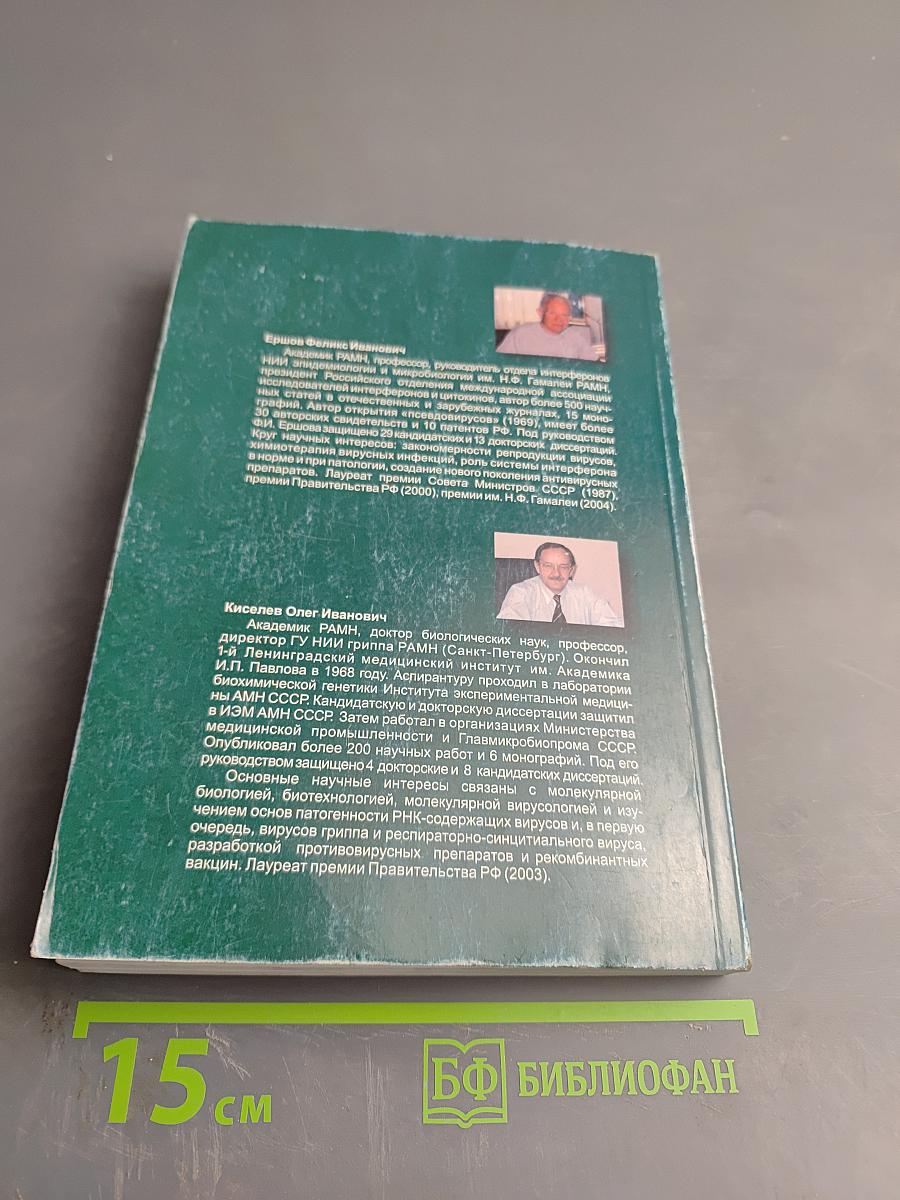 Ершов Феликс Иванович
Академик РАМН, профессор, руководитель отдела интерферонов
НИИ эпидемиологии и микробиологии им. Н.Ф. Гамалеи РАМН,
президент Российского отделения международной ассоциации
исследователей интерферонов и цитокинов, автор более 500 науч-
ных статей в отечественных и зарубежных журналах, 15 моно-
графий. Автор открытия «псевдовирусов» (1969), имеет более
30 авторских свидетельств и 10 патентов РФ. Под руководством
Ф.И. Ершова защищено 29 кандидатских и 13 докторских диссертаций.
Круг научных интересов: закономерности репродукции вирусов,
химиотерапия вирусных инфекций, роль системы интерферона
в норме и при патологии, создание нового поколения антивирусных
препаратов. Лауреат премии Совета Министров СССР (1987),
премии Правительства РФ (2000), премии им. Н.Ф. Гамалеи (2004).
Киселев Олег Иванович
Академик РАМН, доктор биологических наук, профессор,
директор ГУ НИИ гриппа РАМН (Санкт-Петербург). Окончил
1-й Ленинградский медицинский институт им. Академика
И.П. Павлова в 1968 году. Аспирантуру проходил в лаборатории
биохимической генетики Института экспериментальной медици-
ны АМН СССР. Кандидатскую и докторскую диссертации защитил
в ИЭМ АМН СССР. Затем работал в организациях Министерства
медицинской промышленности и Главмикробиопрома СССР.
Опубликовал более 200 научных работ и 6 монографий. Под его
руководством защищено 4 докторские и 8 кандидатских диссертаций.
Основные научные интересы связаны с молекулярной
биологией, биотехнологией, молекулярной вирусологией и изу-
чением основ патогенности РНК-содержащих вирусов и, в первую
очередь, вирусов гриппа и респираторно-синцитиального вируса,
разработкой противовирусных препаратов и рекомбинантных
вакцин. Лауреат премии Правительства РФ (2003).
15 см
БФ БИБЛИОФАН